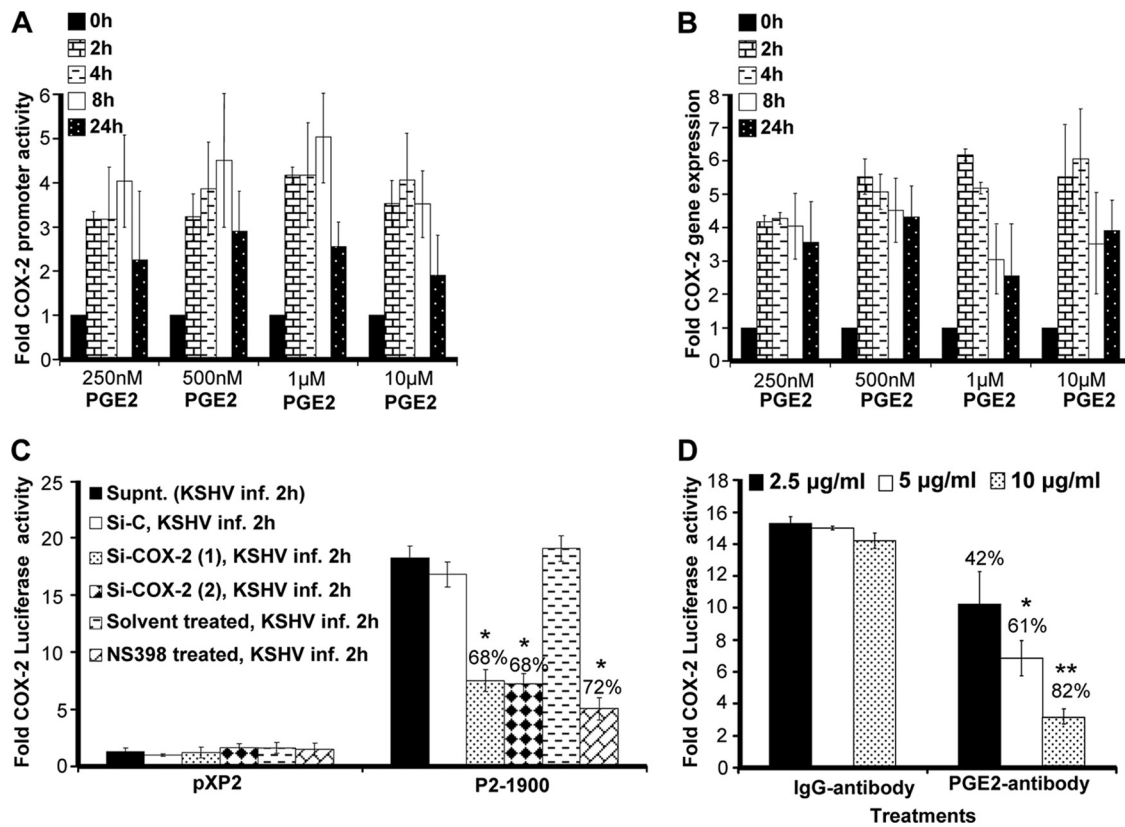 A
0h
2h
4h
8h
24h
Fold COX-2 promoter activity
6
5
4
3
2
1
0
250nM 500nM 1µM 10µM
PGE2 PGE2 PGE2 PGE2
B
0h
2h
4h
8h
24h
Fold COX-2 gene expression
8
7
6
5
4
3
2
1
0
250nM 500nM 1µM 10µM
PGE2 PGE2 PGE2 PGE2
C
Fold COX-2 Luciferase activity
25
20
15
10
5
0
Supnt. (KSHV inf. 2h)
Si-C, KSHV inf. 2h
Si-COX-2 (1), KSHV inf. 2h
Si-COX-2 (2), KSHV inf. 2h
Solvent treated, KSHV inf. 2h
NS398 treated, KSHV inf. 2h
* * *
68% 68% 72%
pXP2 P2-1900
D
2.5 µg/ml 5 µg/ml 10 µg/ml
Fold COX-2 Luciferase activity
18
16
14
12
10
8
6
4
2
0
42%
*
61%
**
82%
IgG-antibody PGE2-antibody
Treatments